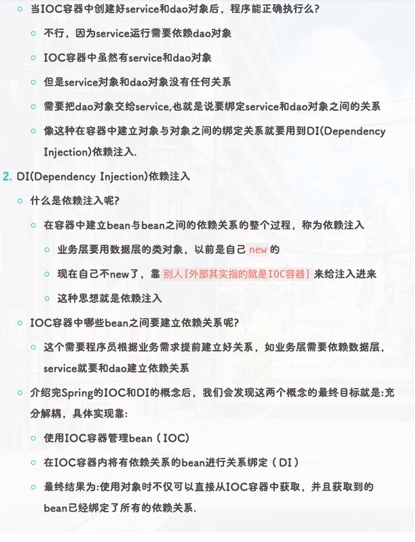 当IOC容器中创建好service和dao对象后，程序能正确执行么?
不行，因为service运行需要依赖dao对象
IOC容器中虽然有service和dao对象
但是service对象和dao对象没有任何关系
需要把dao对象交给service,也就是说要绑定service和dao对象之间的关系
像这种在容器中建立对象与对象之间的绑定关系就要用到DI(Dependency
Injection)依赖注入.
2. DI(Dependency Injection)依赖注入
什么是依赖注入呢?
在容器中建立bean与bean之间的依赖关系的整个过程，称为依赖注入
业务层要用数据层的类对象，以前是自己 new 的
现在自己不new了，靠 别人[外部其实指的就是IOC容器] 来给注入进来
这种思想就是依赖注入
IOC容器中哪些bean之间要建立依赖关系呢?
这个需要程序员根据业务需求提前建立好关系，如业务层需要依赖数据层，
service就要和dao建立依赖关系
介绍完Spring的IOC和DI的概念后，我们会发现这两个概念的最终目标就是:充
分解耦，具体实现靠:
使用IOC容器管理bean（IOC)
在IOC容器内将有依赖关系的bean进行关系绑定（DI）
最终结果为:使用对象时不仅可以直接从IOC容器中获取，并且获取到的
bean已经绑定了所有的依赖关系.